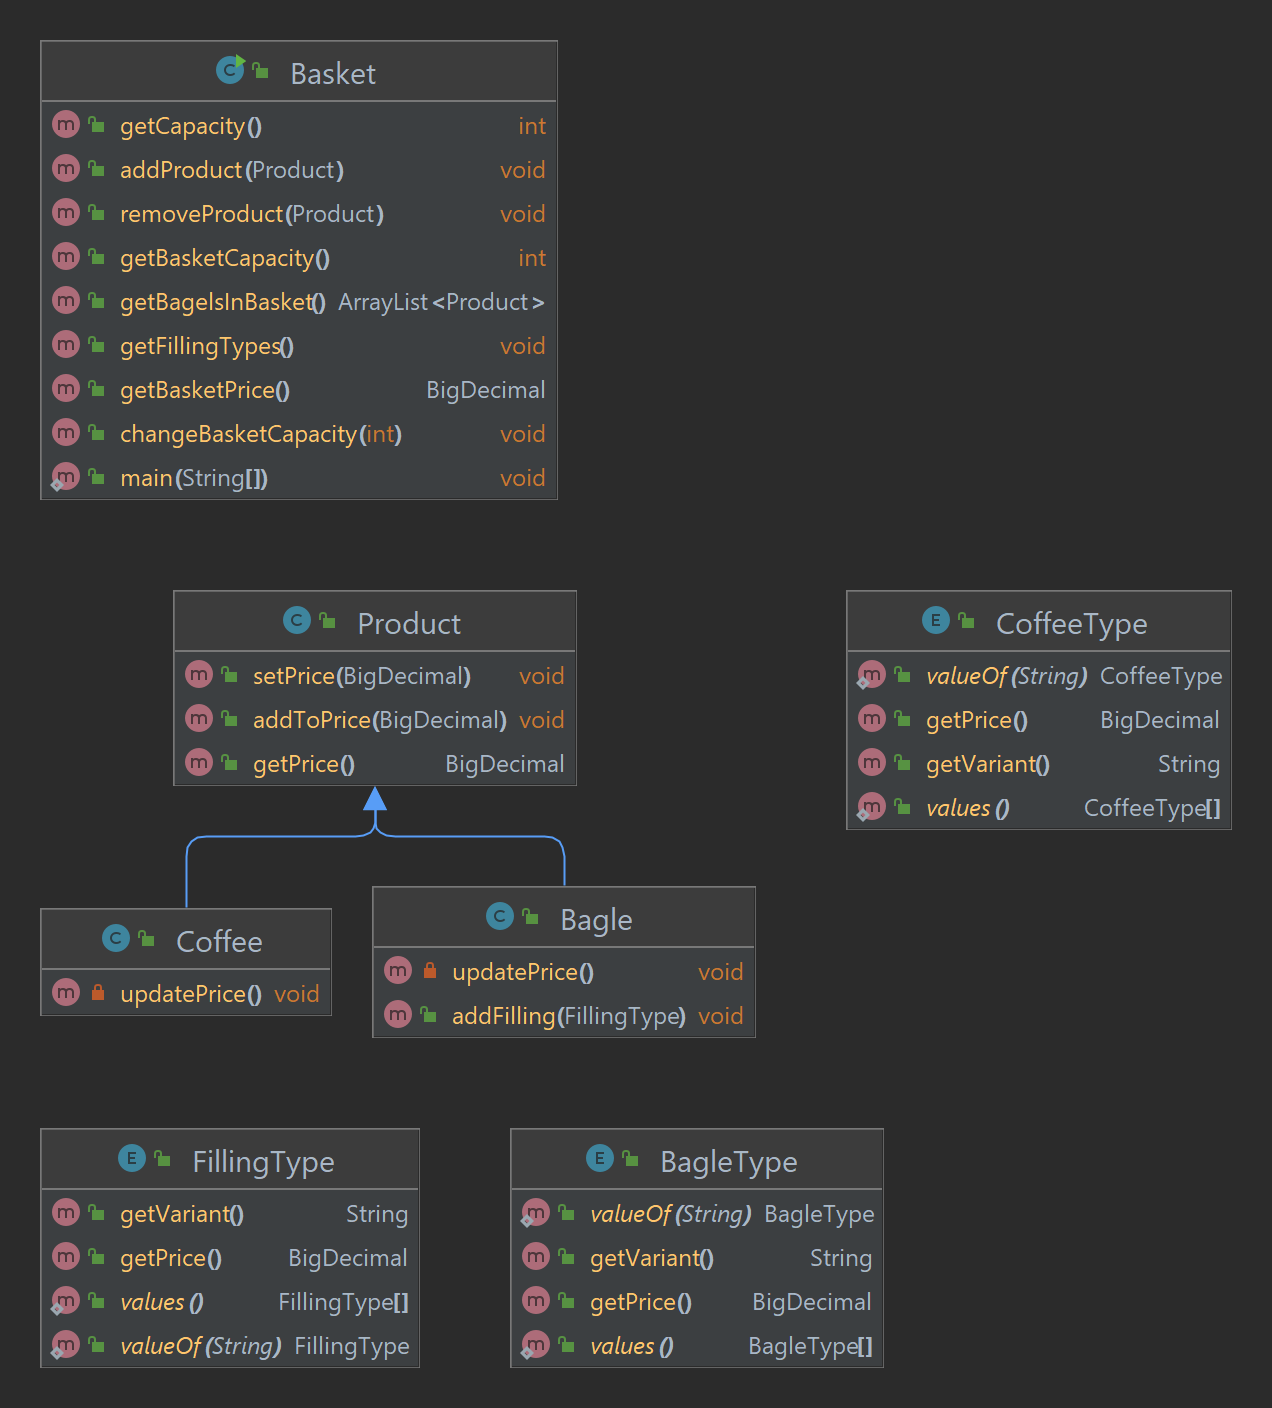 Basket
getCapacity() int
addProduct(Product) void
removeProduct(Product) void
getBasketCapacity() int
getBagelsInBasket() ArrayList<Product>
getFillingTypes() void
getBasketPrice() BigDecimal
changeBasketCapacity(int) void
main(String[]) void
Product
setPrice(BigDecimal) void
addToPrice(BigDecimal) void
getPrice() BigDecimal
CoffeeType
valueOf(String) CoffeeType
getPrice() BigDecimal
getVariant() String
values() CoffeeType[]
Coffee
updatePrice() void
Bagle
updatePrice() void
addFilling(FillingType) void
FillingType
getVariant() String
getPrice() BigDecimal
values() FillingType[]
valueOf(String) FillingType
BagleType
valueOf(String) BagleType
getVariant() String
getPrice() BigDecimal
values() BagleType[]